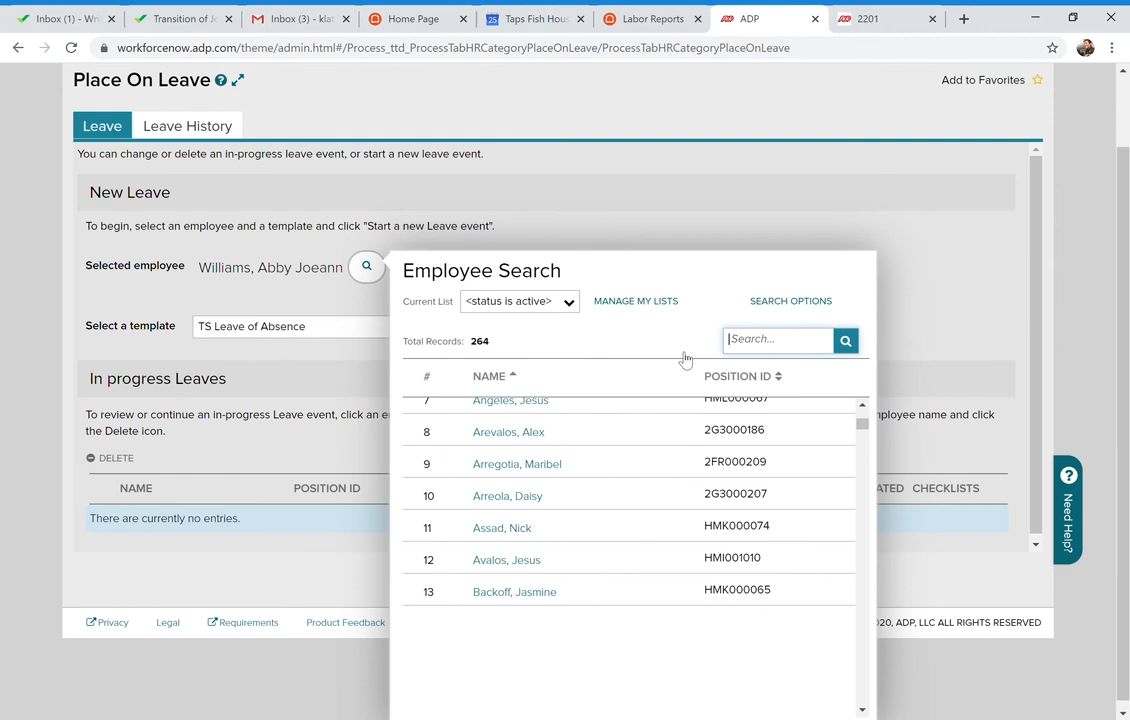 Inbox (1) - Wr
Transition of Jo
Inbox (3) - klat
Home Page
Taps Fish Hou
Labor Reports
ADP
2201
workforcenow.adp.com/theme/admin.html#/Process_ttd_ProcessTabHRCategoryPlaceOnLeave/ProcessTabHRCategoryPlaceOnLeave
Place On Leave
Add to Favorites
Leave Leave History
You can change or delete an in-progress leave event, or start a new leave event.
New Leave
To begin, select an employee and a template and click "Start a new Leave event".
Selected employee Williams, Abby Joeann
Select a template TS Leave of Absence
In progress Leaves
To review or continue an in-progress Leave event, click an e
mployee name and click
the Delete icon.
DELETE
NAME POSITION ID ATED CHECKLISTS
There are currently no entries.
Employee Search
Current List <status is active> MANAGE MY LISTS SEARCH OPTIONS
Total Records: 264 Search...
# NAME POSITION ID
7 Angeles, Jesus HML000067
8 Arevalos, Alex 2G3000186
9 Arregotia, Maribel 2FR000209
10 Arreola, Daisy 2G3000207
11 Assad, Nick HMK000074
12 Avalos, Jesus HMI001010
13 Backoff, Jasmine HMK000065
Need Help?
Privacy Legal Requirements Product Feedback
20, ADP, LLC ALL RIGHTS RESERVED